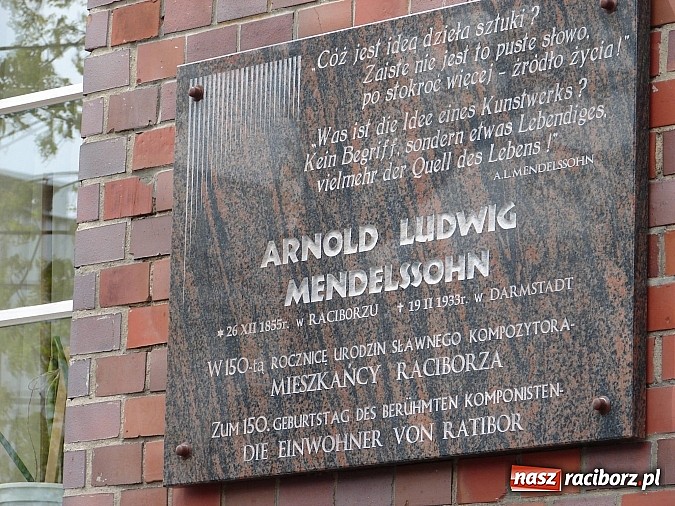 „Cóż jest ideą dzieła sztuki?
Zaiste nie jest to puste słowo,
po stokroć więcej - źródło życia!"
„Was ist die Idee eines Kunstwerks?
Kein Begriff, sondern etwas Lebendiges,
vielmehr der Quell des Lebens!"
A.L.MENDELSSOHN
ARNOLD LUDWIG
MENDELSSOHN
* 26 XII 1855r. w RACIBORZU † 19 II 1933r. w DARMSTADT
W 150-tą ROCZNICĘ URODZIN SŁAWNEGO KOMPOZYTORA-
MIESZKAŃCY RACIBORZA
ZUM 150. GEBURTSTAG DES BERÜHMTEN KOMPONISTEN-
DIE EINWOHNER VON RATIBOR
nasz raciborz.pl